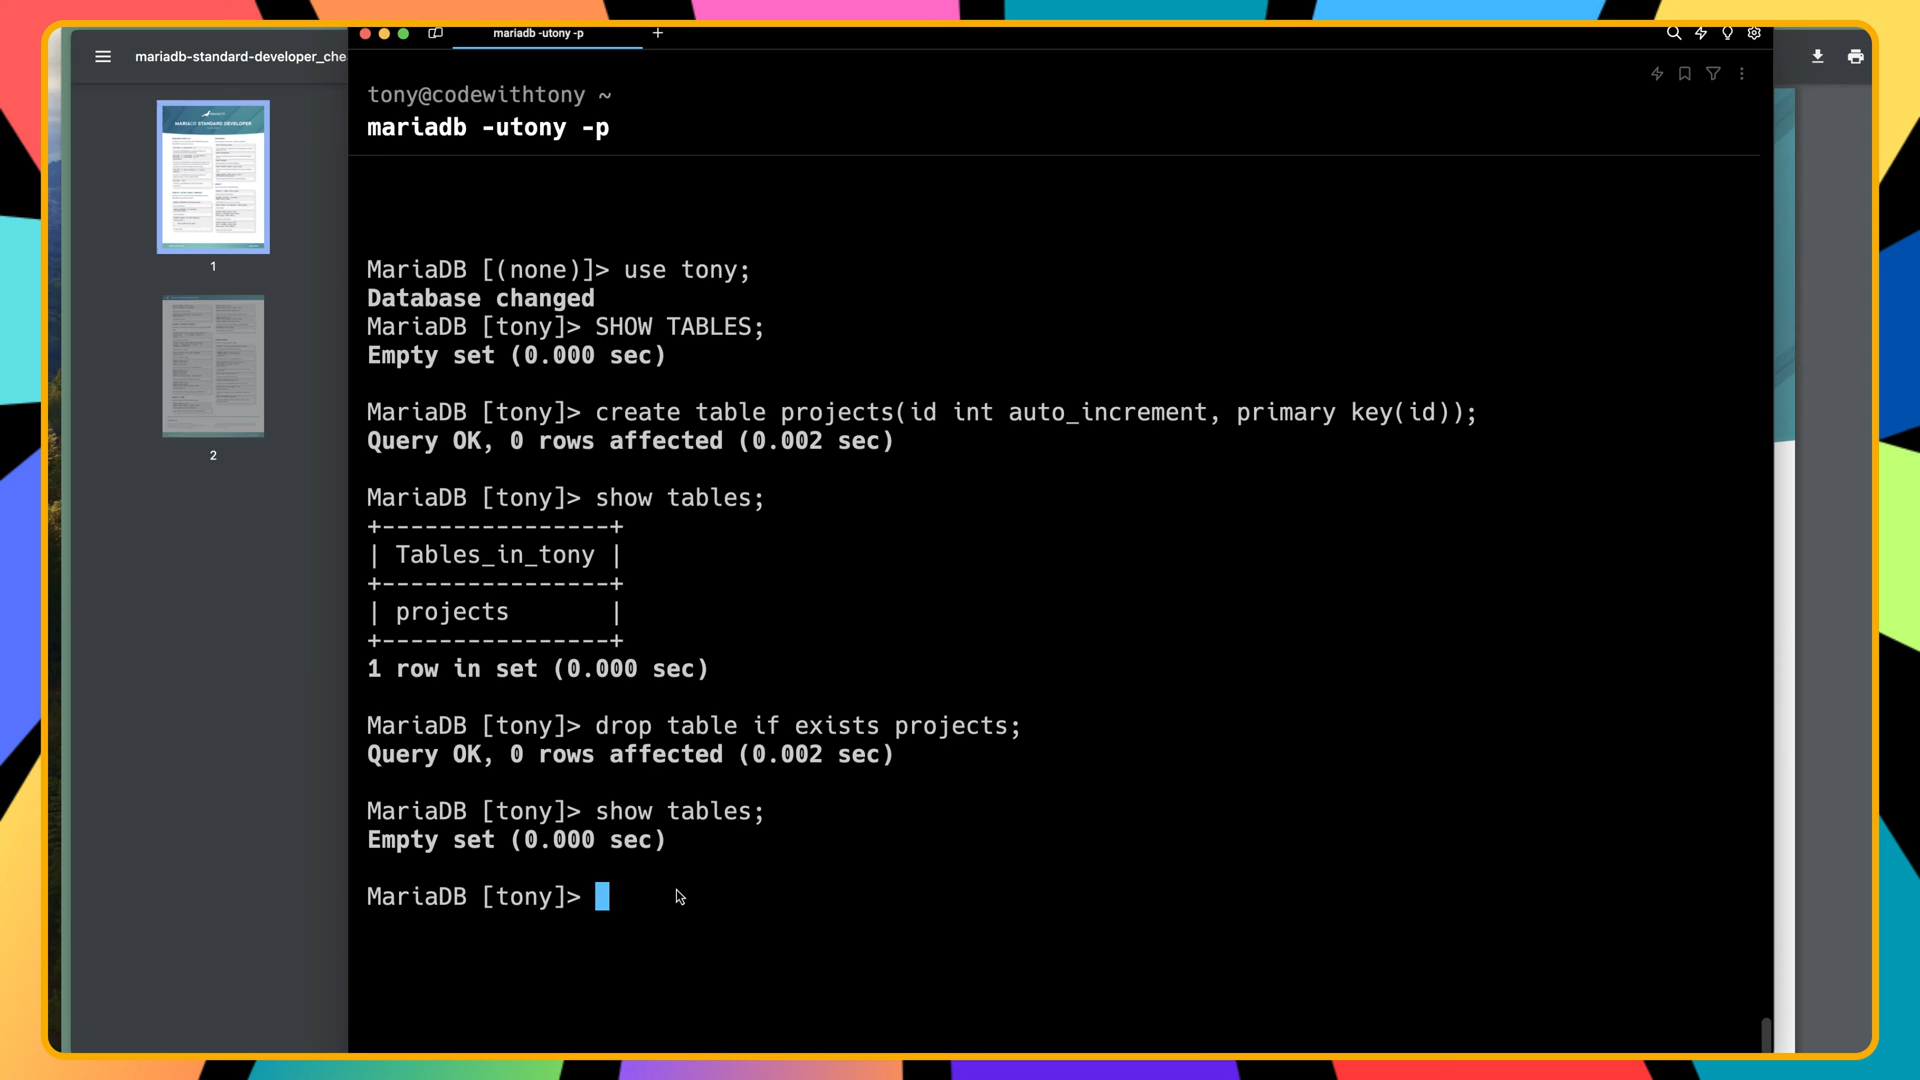 mariadb -utony -p
mariadb-standard-developer_che
tony@codewithtony ~
mariadb -utony -p
MARIADB STANDARD DEVELOPER
1
2
MariaDB [(none)]> use tony;
Database changed
MariaDB [tony]> SHOW TABLES;
Empty set (0.000 sec)
MariaDB [tony]> create table projects(id int auto_increment, primary key(id));
Query OK, 0 rows affected (0.002 sec)
MariaDB [tony]> show tables;
+----------------+
| Tables_in_tony |
+----------------+
| projects       |
+----------------+
1 row in set (0.000 sec)
MariaDB [tony]> drop table if exists projects;
Query OK, 0 rows affected (0.002 sec)
MariaDB [tony]> show tables;
Empty set (0.000 sec)
MariaDB [tony]>